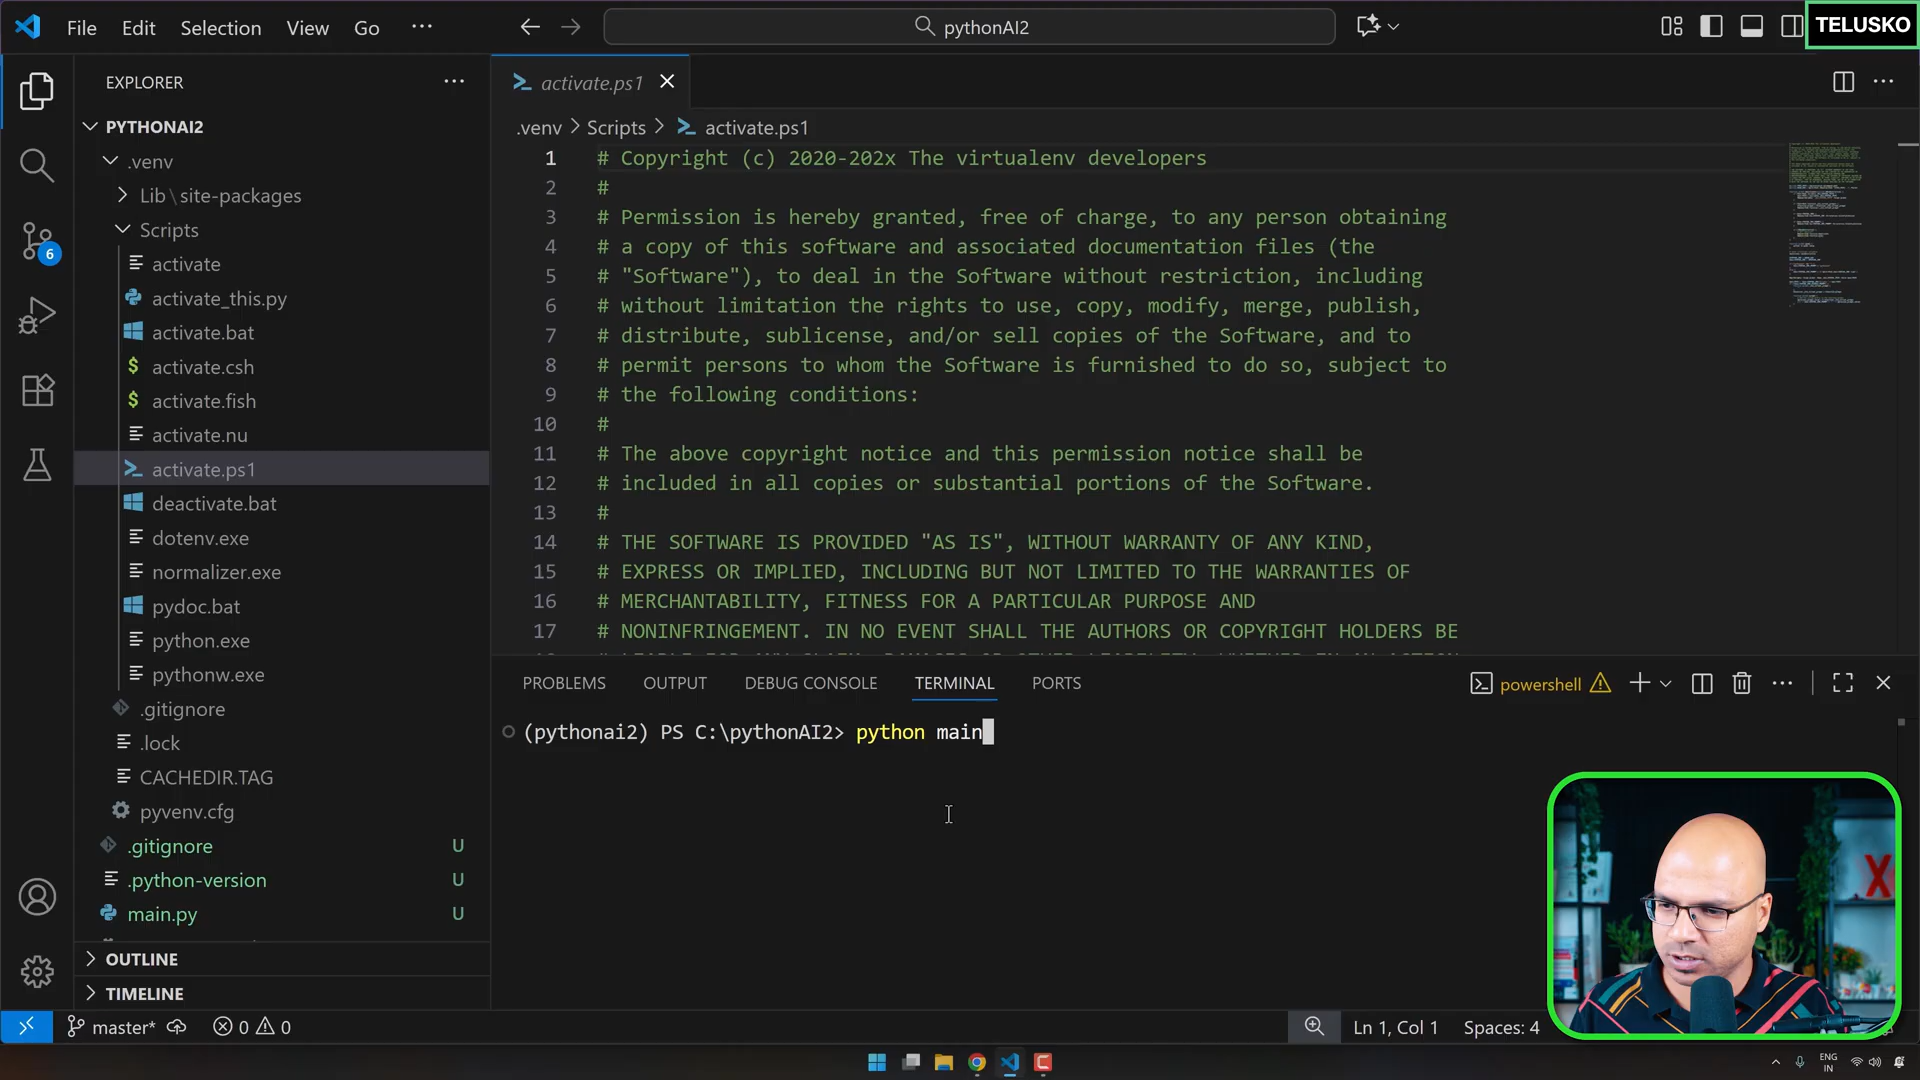 File Edit Selection View Go ···
pythonAI2
TELUSKO
EXPLORER
PYTHONAI2
.venv
Lib\site-packages
Scripts
activate
activate_this.py
activate.bat
activate.csh
activate.fish
activate.nu
activate.ps1
deactivate.bat
dotenv.exe
normalizer.exe
pydoc.bat
python.exe
pythonw.exe
.gitignore
.lock
CACHEDIR.TAG
pyvenv.cfg
.gitignore U
.python-version U
main.py U
OUTLINE
TIMELINE
6
activate.ps1
.venv > Scripts > activate.ps1
1 # Copyright (c) 2020-202x The virtualenv developers
2 #
3 # Permission is hereby granted, free of charge, to any person obtaining
4 # a copy of this software and associated documentation files (the
5 # "Software"), to deal in the Software without restriction, including
6 # without limitation the rights to use, copy, modify, merge, publish,
7 # distribute, sublicense, and/or sell copies of the Software, and to
8 # permit persons to whom the Software is furnished to do so, subject to
9 # the following conditions:
10 #
11 # The above copyright notice and this permission notice shall be
12 # included in all copies or substantial portions of the Software.
13 #
14 # THE SOFTWARE IS PROVIDED "AS IS", WITHOUT WARRANTY OF ANY KIND,
15 # EXPRESS OR IMPLIED, INCLUDING BUT NOT LIMITED TO THE WARRANTIES OF
16 # MERCHANTABILITY, FITNESS FOR A PARTICULAR PURPOSE AND
17 # NONINFRINGEMENT. IN NO EVENT SHALL THE AUTHORS OR COPYRIGHT HOLDERS BE
PROBLEMS OUTPUT DEBUG CONSOLE TERMINAL PORTS
powershell
(pythonai2) PS C:\pythonAI2> python main
master* 0 0
Ln 1, Col 1 Spaces: 4
ENG
IN